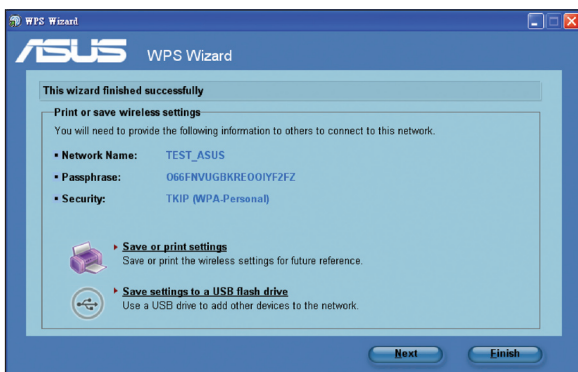 WPS Wizard
ASUS WPS Wizard
This wizard finished successfully
Print or save wireless settings
You will need to provide the following information to others to connect to this network.
Network Name: TEST_ASUS
Passphrase: O66FNVUGBKREOOIYF2FZ
Security: TKIP (WPA-Personal)
Save or print settings
Save or print the wireless settings for future reference.
Save settings to a USB flash drive
Use a USB drive to add other devices to the network.
Next Finish